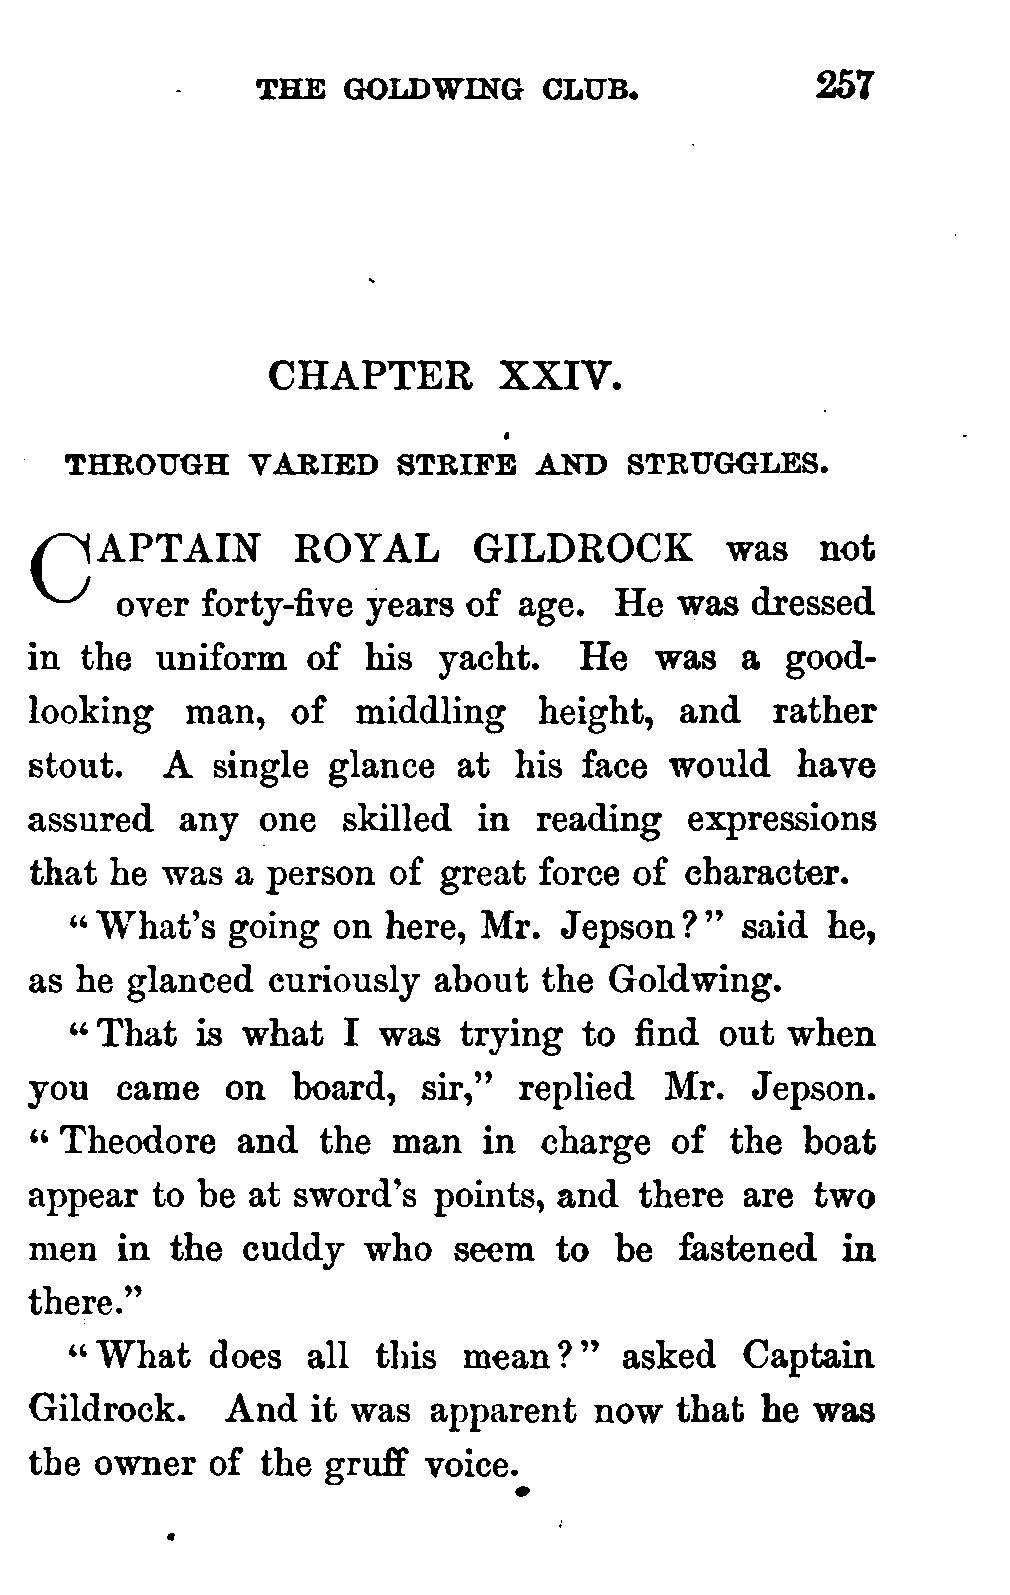 THE GOLDWING CLUB. 257
CHAPTER XXIV.
THROUGH VARIED STRIFE AND STRUGGLES.
CAPTAIN ROYAL GILDROCK was not
over forty-five years of age. He was dressed
in the uniform of his yacht. He was a good-
looking man, of middling height, and rather
stout. A single glance at his face would have
assured any one skilled in reading expressions
that he was a person of great force of character.
“What's going on here, Mr. Jepson?” said he,
as he glanced curiously about the Goldwing.
“That is what I was trying to find out when
you came on board, sir,” replied Mr. Jepson.
“Theodore and the man in charge of the boat
appear to be at sword's points, and there are two
men in the cuddy who seem to be fastened in
there.”
“What does all this mean?” asked Captain
Gildrock. And it was apparent now that he was
the owner of the gruff voice.